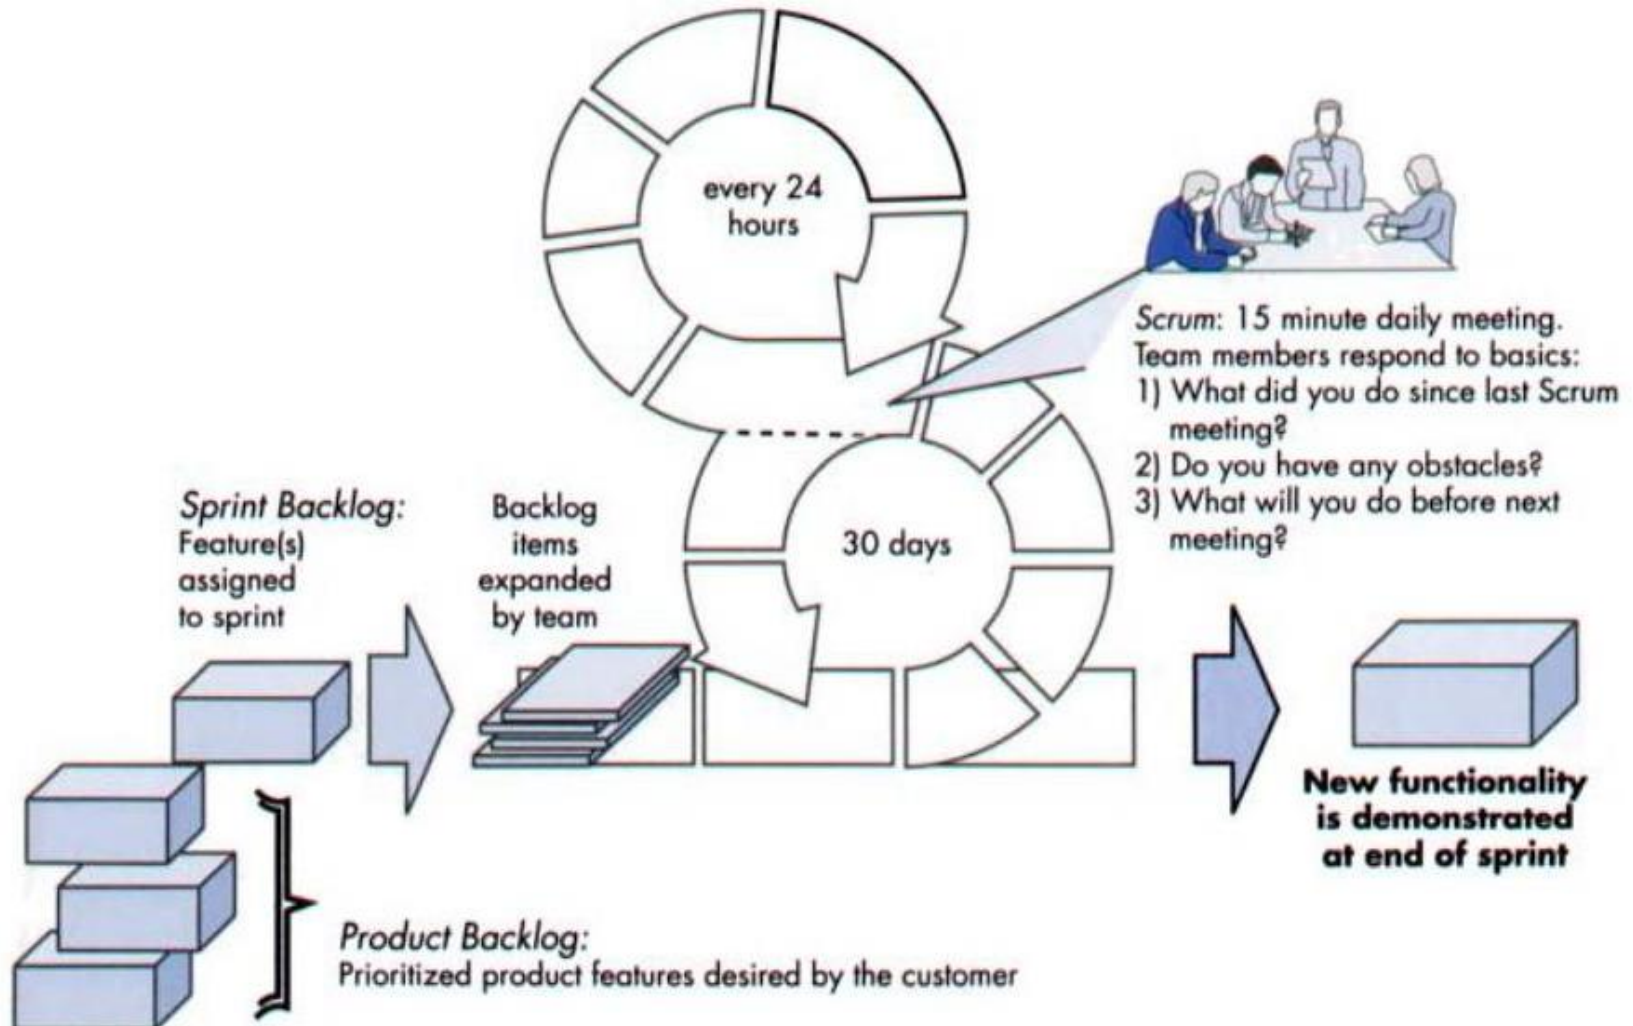 every 24
hours
Scrum: 15 minute daily meeting.
Team members respond to basics:
1) What did you do since last Scrum
meeting?
2) Do you have any obstacles?
3) What will you do before next
meeting?
Sprint Backlog:
Feature(s)
assigned
to sprint
Backlog
items
expanded
by team
30 days
New functionality
is demonstrated
at end of sprint
Product Backlog:
Prioritized product features desired by the customer